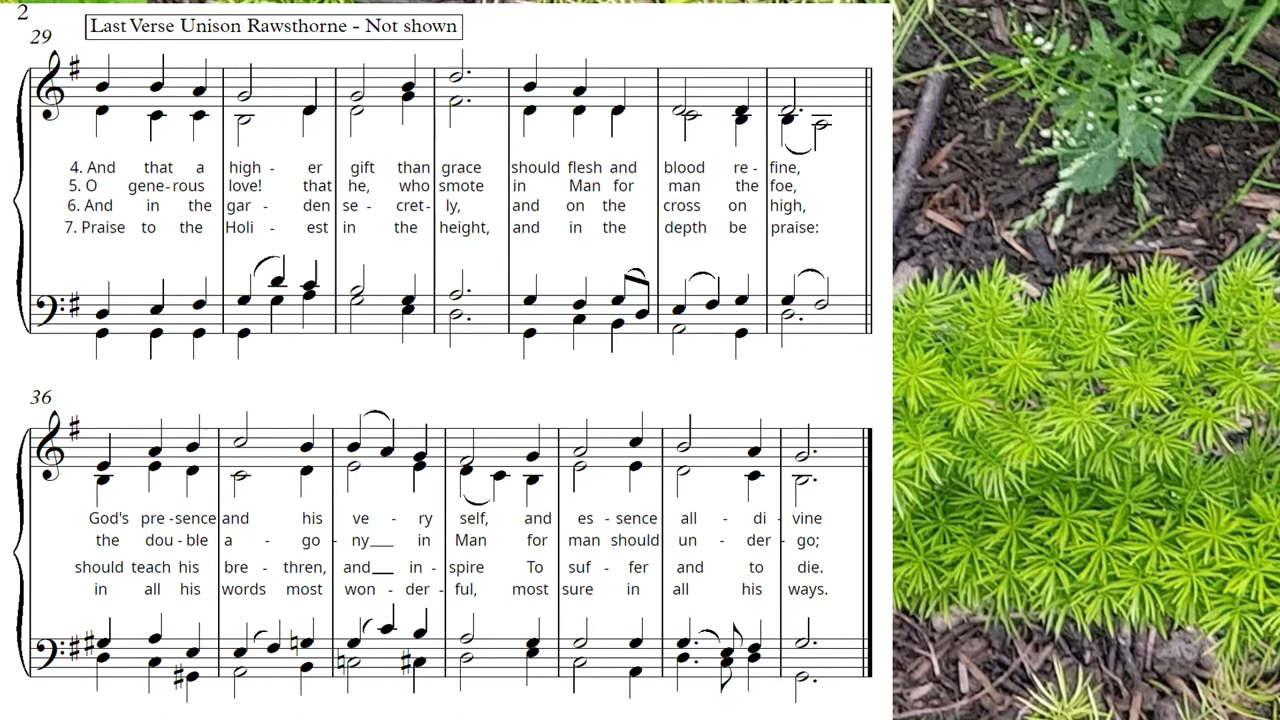 2
Last Verse Unison Rawsthorne - Not shown
29
4. And that a high - er gift than grace should flesh and blood re - fine,
5. O gene - rous love! that he, who smote in Man for man the foe,
6. And in the gar - den se - cret - ly, and on the cross on high,
7. Praise to the Holi - est in the height, and in the depth be praise:
36
God's pre - sence and his ve - ry self, and es - sence all - di - vine
the dou - ble a - go - ny__ in Man for man should un - der - go;
should teach his bre - thren, and__ in - spire To suf - fer and to die.
in all his words most won - der - ful, most sure in all his ways.